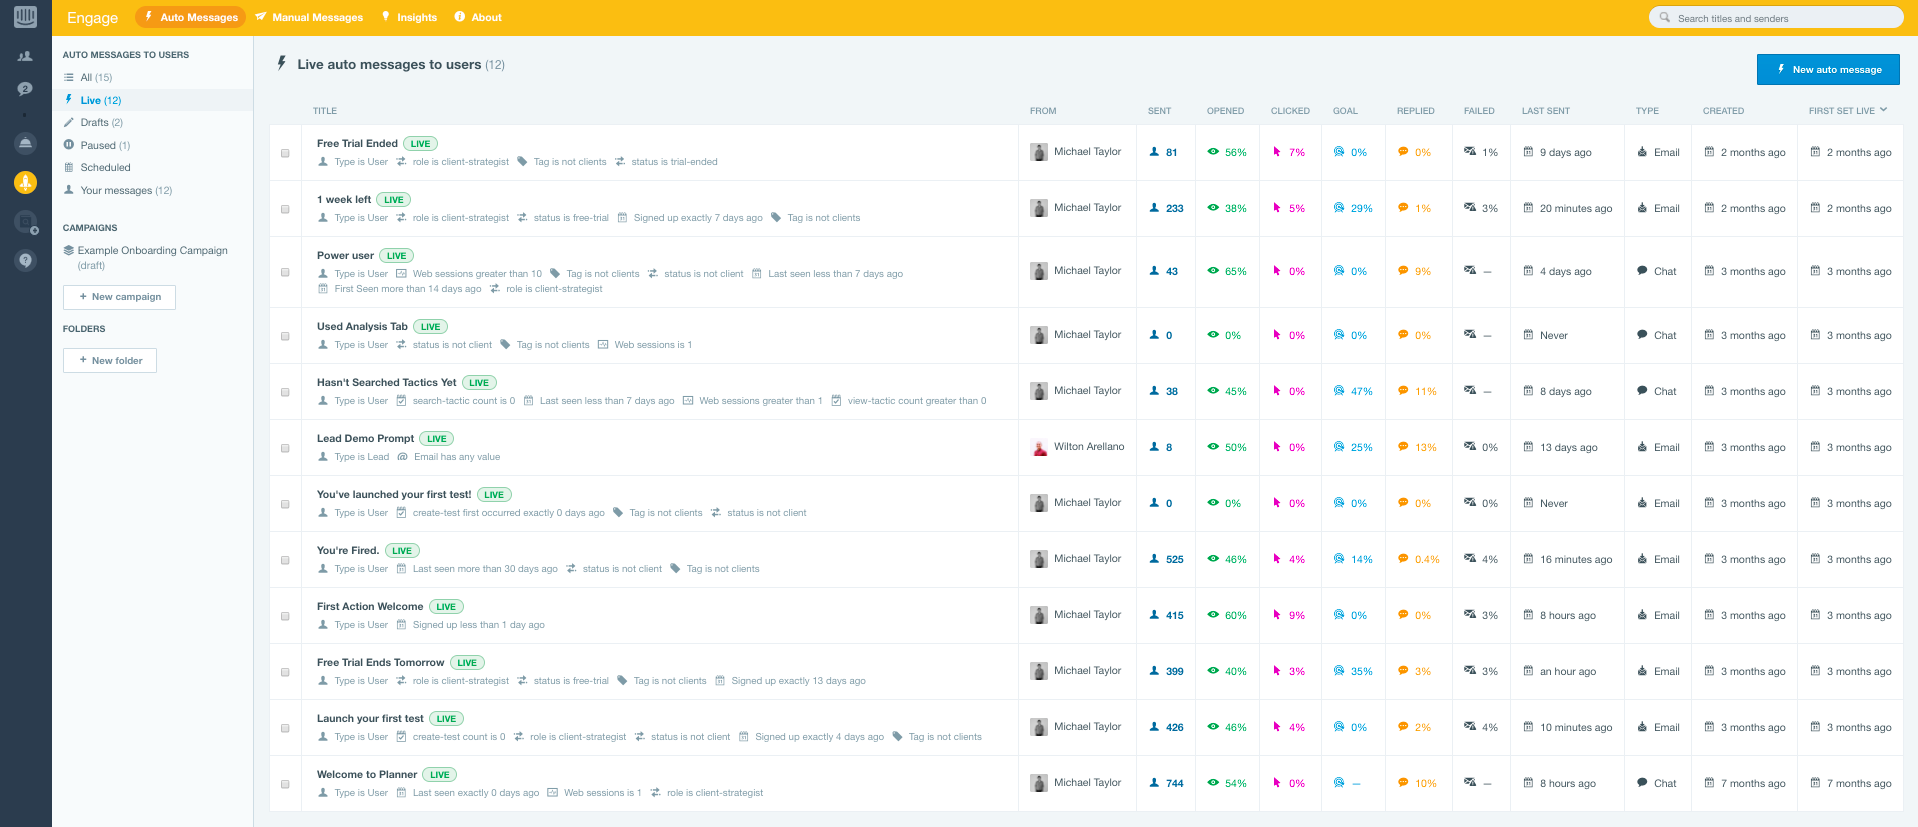 Engage Auto Messages Manual Messages Insights About Search titles and senders
2
?
AUTO MESSAGES TO USERS
All (15)
Live (12)
Drafts (2)
Paused (1)
Scheduled
Your messages (12)
CAMPAIGNS
Example Onboarding Campaign
(draft)
+ New campaign
FOLDERS
+ New folder
Live auto messages to users (12) New auto message
TITLE FROM SENT OPENED CLICKED GOAL REPLIED FAILED LAST SENT TYPE CREATED FIRST SET LIVE
Free Trial Ended LIVE
Type is User role is client-strategist Tag is not clients status is trial-ended
Michael Taylor 81 56% 7% 0% 0% 1% 9 days ago Email 2 months ago 2 months ago
1 week left LIVE
Type is User role is client-strategist status is free-trial Signed up exactly 7 days ago Tag is not clients
Michael Taylor 233 38% 5% 29% 1% 3% 20 minutes ago Email 2 months ago 2 months ago
Power user LIVE
Type is User Web sessions greater than 10 Tag is not clients status is not client Last seen less than 7 days ago
First Seen more than 14 days ago role is client-strategist
Michael Taylor 43 65% 0% 0% 9% — 4 days ago Chat 3 months ago 3 months ago
Used Analysis Tab LIVE
Type is User status is not client Tag is not clients Web sessions is 1
Michael Taylor 0 0% 0% 0% 0% — Never Chat 3 months ago 3 months ago
Hasn't Searched Tactics Yet LIVE
Type is User search-tactic count is 0 Last seen less than 7 days ago Web sessions greater than 1 view-tactic count greater than 0
Michael Taylor 38 45% 0% 47% 11% — 8 days ago Chat 3 months ago 3 months ago
Lead Demo Prompt LIVE
Type is Lead @ Email has any value
Wilton Arellano 8 50% 0% 25% 13% 0% 13 days ago Email 3 months ago 3 months ago
You've launched your first test! LIVE
Type is User create-test first occurred exactly 0 days ago Tag is not clients status is not client
Michael Taylor 0 0% 0% 0% 0% 0% Never Email 3 months ago 3 months ago
You're Fired. LIVE
Type is User Last seen more than 30 days ago status is not client Tag is not clients
Michael Taylor 525 46% 4% 14% 0.4% 4% 16 minutes ago Email 3 months ago 3 months ago
First Action Welcome LIVE
Type is User Signed up less than 1 day ago
Michael Taylor 415 60% 9% 0% 0% 3% 8 hours ago Email 3 months ago 3 months ago
Free Trial Ends Tomorrow LIVE
Type is User role is client-strategist status is free-trial Tag is not clients Signed up exactly 13 days ago
Michael Taylor 399 40% 3% 35% 3% 3% an hour ago Email 3 months ago 3 months ago
Launch your first test LIVE
Type is User create-test count is 0 role is client-strategist status is not client Signed up exactly 4 days ago Tag is not clients
Michael Taylor 426 46% 4% 0% 2% 4% 10 minutes ago Email 3 months ago 3 months ago
Welcome to Planner LIVE
Type is User Last seen exactly 0 days ago Web sessions is 1 role is client-strategist
Michael Taylor 744 54% 0% — 10% — 8 hours ago Chat 7 months ago 7 months ago